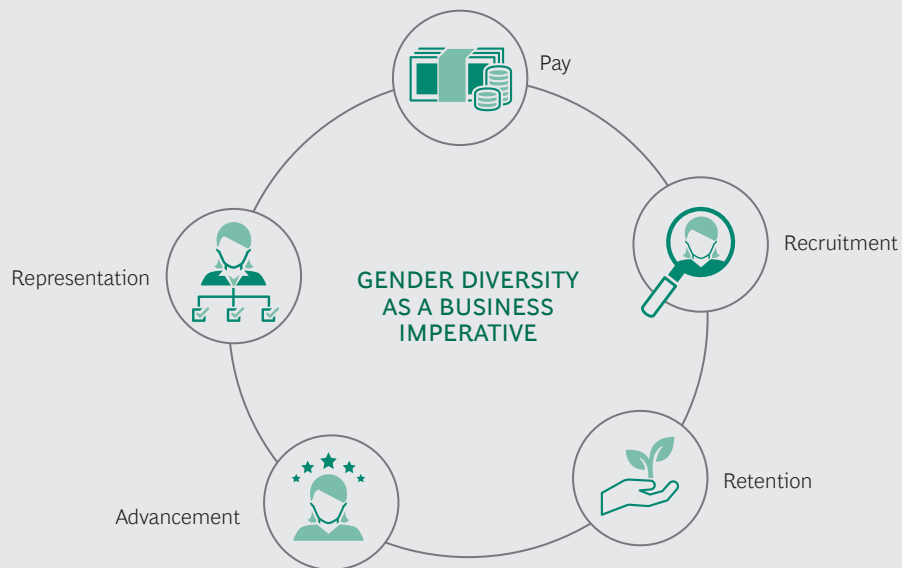 Pay
Recruitment
Representation
GENDER DIVERSITY
AS A BUSINESS
IMPERATIVE
Retention
Advancement